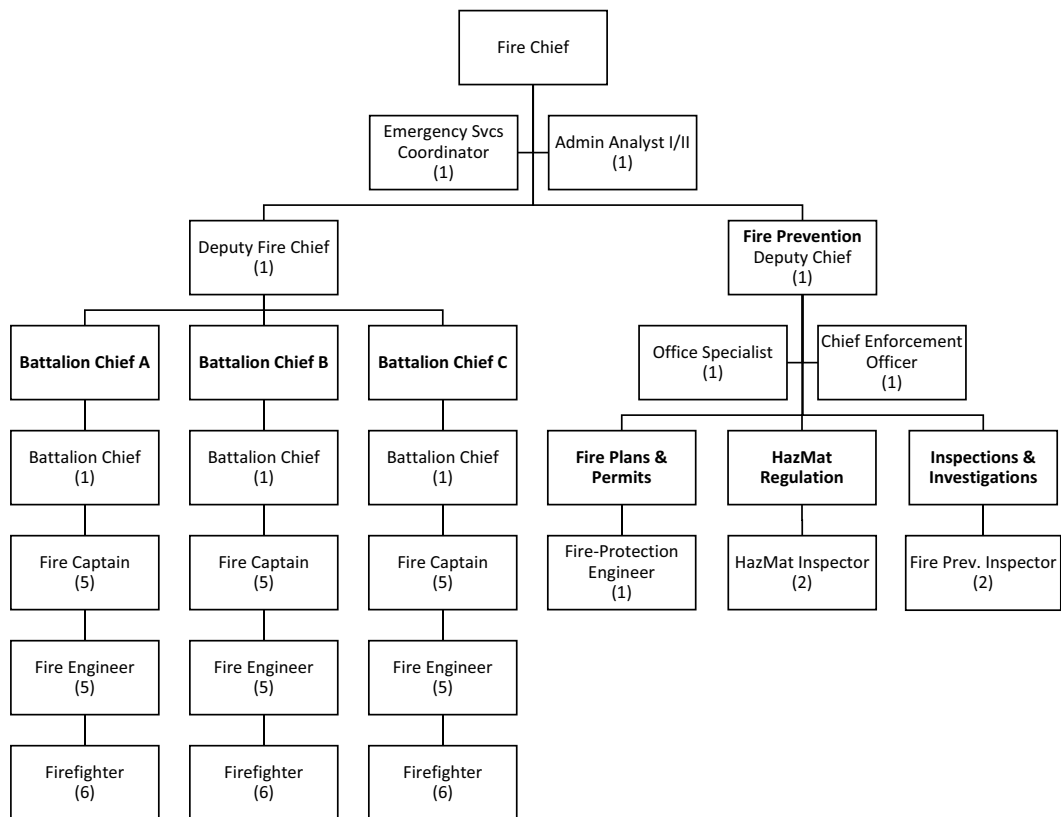 Fire Chief
Emergency Svcs
Coordinator
(1)
Admin Analyst I/II
(1)
Deputy Fire Chief
(1)
Fire Prevention
Deputy Chief
(1)
Battalion Chief A
Battalion Chief B
Battalion Chief C
Office Specialist
(1)
Chief Enforcement
Officer
(1)
Battalion Chief
(1)
Battalion Chief
(1)
Battalion Chief
(1)
Fire Plans &
Permits
HazMat
Regulation
Inspections &
Investigations
Fire Captain
(5)
Fire Captain
(5)
Fire Captain
(5)
Fire-Protection
Engineer
(1)
HazMat Inspector
(2)
Fire Prev. Inspector
(2)
Fire Engineer
(5)
Fire Engineer
(5)
Fire Engineer
(5)
Firefighter
(6)
Firefighter
(6)
Firefighter
(6)